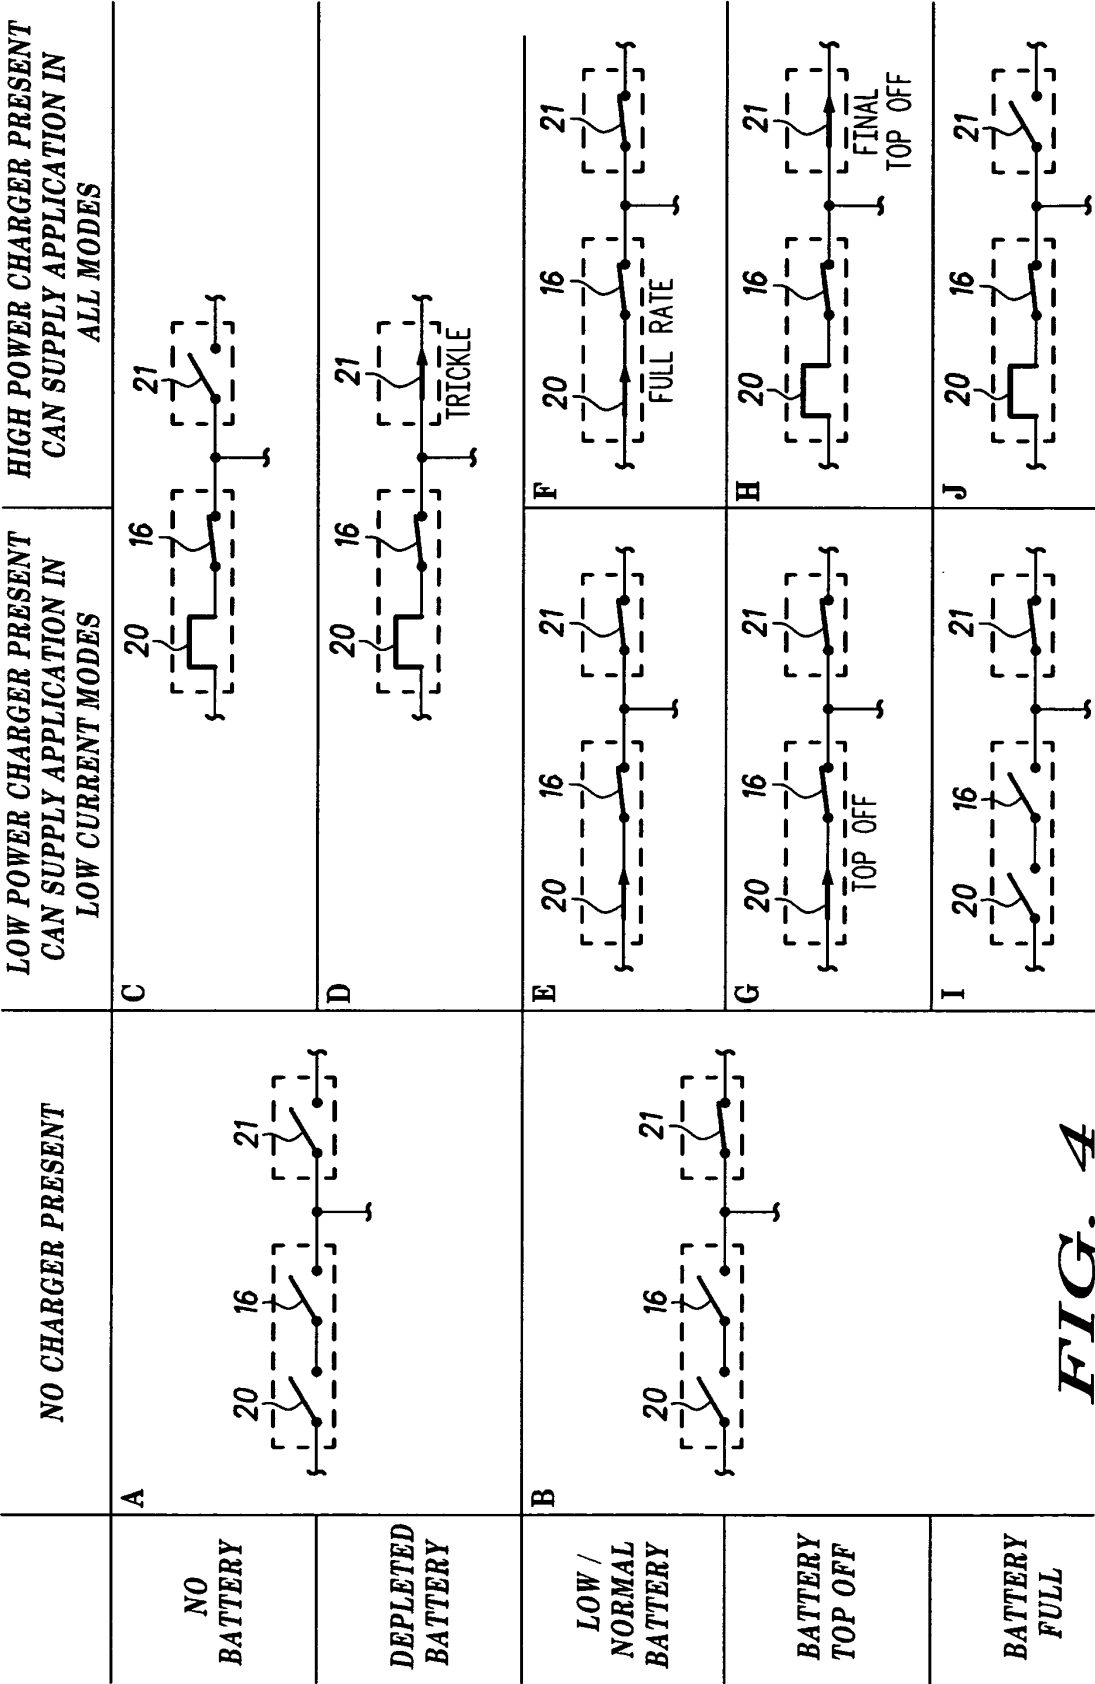 NO CHARGER PRESENT
LOW POWER CHARGER PRESENT
CAN SUPPLY APPLICATION IN
LOW CURRENT MODES
HIGH POWER CHARGER PRESENT
CAN SUPPLY APPLICATION IN
ALL MODES
NO
BATTERY
DEPLETED
BATTERY
LOW /
NORMAL
BATTERY
BATTERY
TOP OFF
BATTERY
FULL
A
20
16
21
B
20
16
21
C
20
16
21
D
20
16
21
TRICKLE
E
20
16
21
F
20
16
21
FULL RATE
G
20
16
21
TOP OFF
H
20
16
21
FINAL
TOP OFF
I
20
16
21
J
20
16
21
FIG. 4